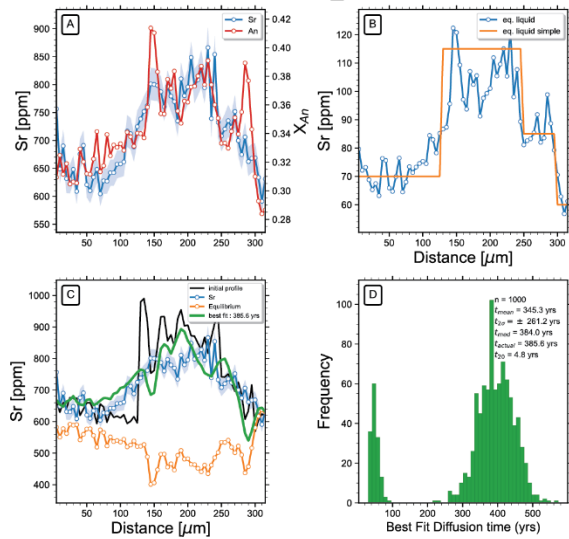 A
Sr
An
Sr [ppm]
900
850
800
750
700
650
600
550
0.42
0.40
0.38
0.36
0.34
0.32
0.30
0.28
X_An
50 100 150 200 250 300
Distance [μm]
B
eq. liquid
eq. liquid simple
Sr [ppm]
120
110
100
90
80
70
60
50 100 150 200 250 300
Distance [μm]
C
initial profile
Sr
Equilibrium
best fit : 385.6 yrs
Sr [ppm]
1000
900
800
700
600
500
400
50 100 150 200 250 300
Distance [μm]
D
n = 1000
t_mean = 345.3 yrs
t_2σ = ± 261.2 yrs
t_med = 384.0 yrs
t_actual = 385.6 yrs
t_2σ = 4.8 yrs
Frequency
100
80
60
40
20
0
100 200 300 400 500
Best Fit Diffusion time (yrs)